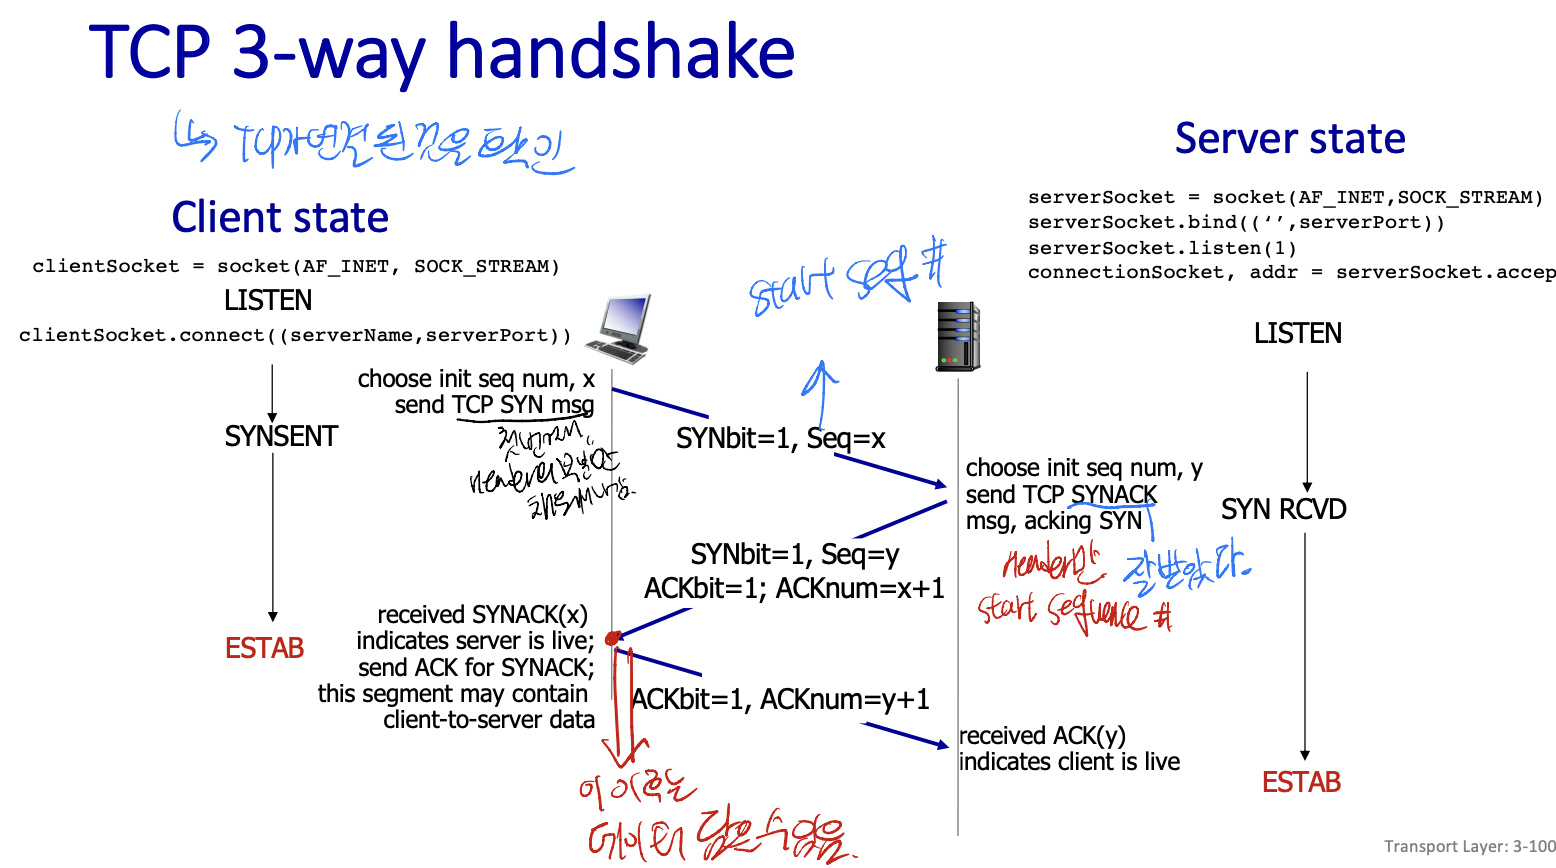 TCP 3-way handshake
↳ TCP가 연결된것을 확인
Server state
serverSocket = socket(AF_INET,SOCK_STREAM)
serverSocket.bind((‘’,serverPort))
serverSocket.listen(1)
connectionSocket, addr = serverSocket.accep
Client state
clientSocket = socket(AF_INET, SOCK_STREAM)
LISTEN
clientSocket.connect((serverName,serverPort))
start seq #
LISTEN
choose init seq num, x
send TCP SYN msg
SYNSENT
첫번째
header의
SYNbit=1, Seq=x
choose init seq num, y
send TCP SYNACK
msg, acking SYN
SYN RCVD
header만
잘받았다.
start sequence #
SYNbit=1, Seq=y
ACKbit=1; ACKnum=x+1
received SYNACK(x)
indicates server is live;
send ACK for SYNACK;
this segment may contain
client-to-server data
ESTAB
ACKbit=1, ACKnum=y+1
received ACK(y)
indicates client is live
ESTAB
이 이후는
데이터 담을수있음.
Transport Layer: 3-100